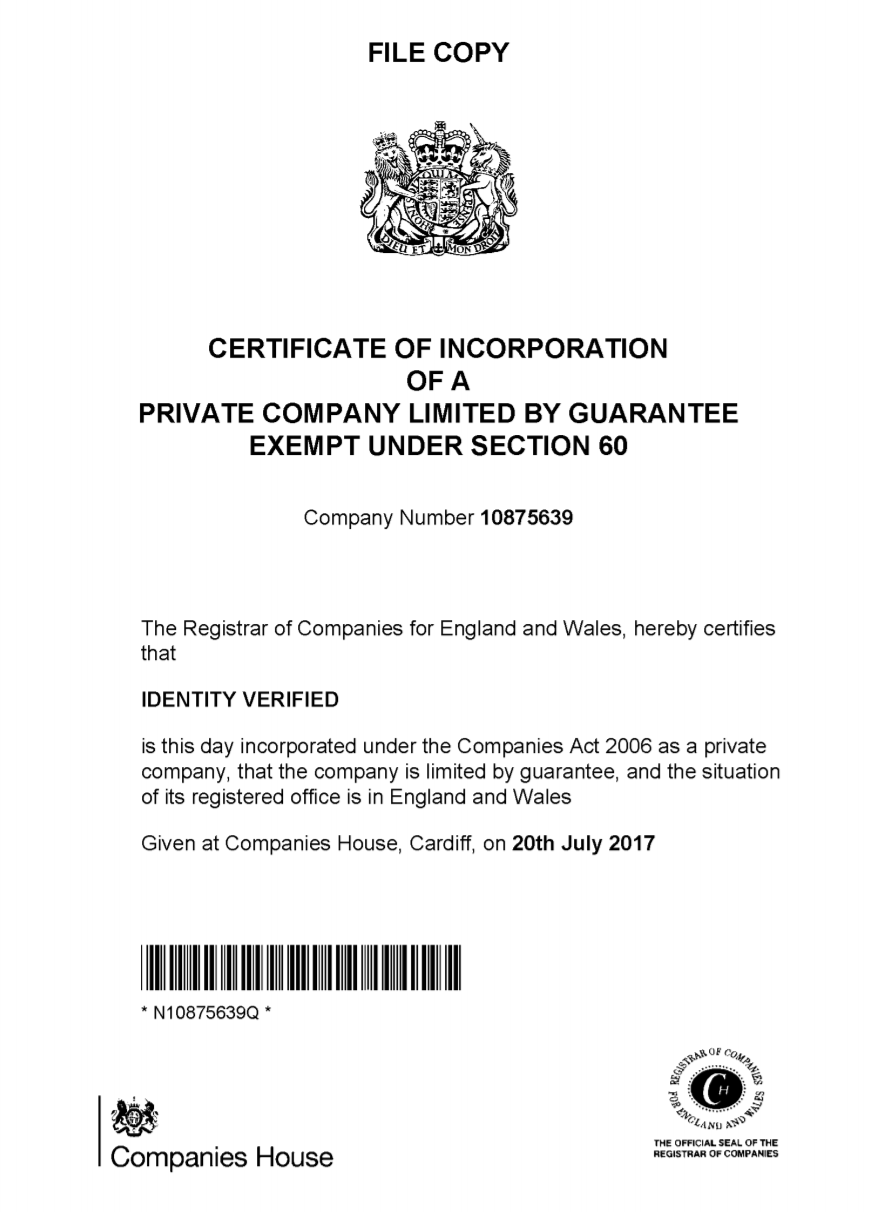 FILE COPY
QUI M
HONI
PENSE
DIEU ET MON DROIT
CERTIFICATE OF INCORPORATION
OF A
PRIVATE COMPANY LIMITED BY GUARANTEE
EXEMPT UNDER SECTION 60
Company Number 10875639
The Registrar of Companies for England and Wales, hereby certifies
that
IDENTITY VERIFIED
is this day incorporated under the Companies Act 2006 as a private
company, that the company is limited by guarantee, and the situation
of its registered office is in England and Wales
Given at Companies House, Cardiff, on 20th July 2017
* N10875639Q *
Companies House
REGISTRAR OF COMPANIES
FOR ENGLAND AND WALES
CH
THE OFFICIAL SEAL OF THE
REGISTRAR OF COMPANIES